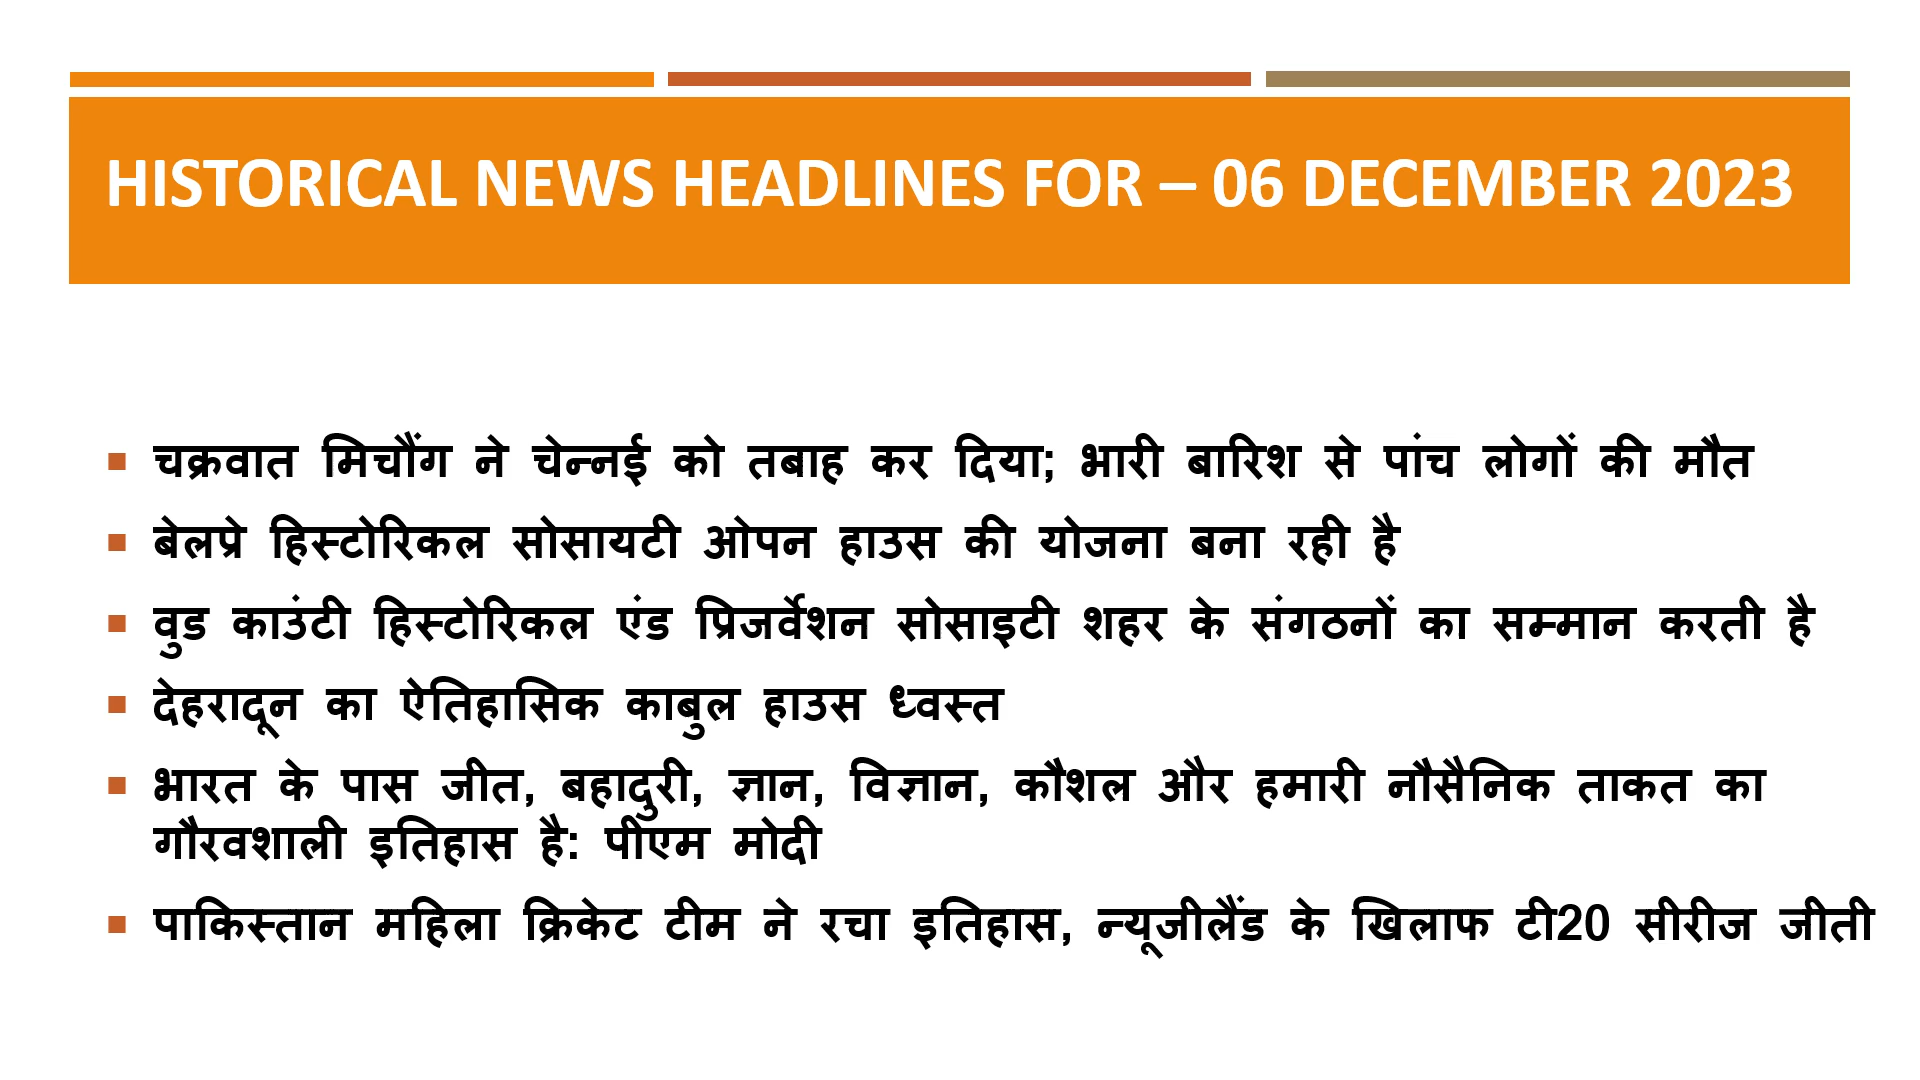 HISTORICAL NEWS HEADLINES FOR – 06 DECEMBER 2023
चक्रवात मिचौंग ने चेन्नई को तबाह कर दिया; भारी बारिश से पांच लोगों की मौत
बेलप्रे हिस्टोरिकल सोसायटी ओपन हाउस की योजना बना रही है
वुड काउंटी हिस्टोरिकल एंड प्रिजर्वेशन सोसाइटी शहर के संगठनों का सम्मान करती है
देहरादून का ऐतिहासिक काबुल हाउस ध्वस्त
भारत के पास जीत, बहादुरी, ज्ञान, विज्ञान, कौशल और हमारी नौसैनिक ताकत का
गौरवशाली इतिहास है: पीएम मोदी
पाकिस्तान महिला क्रिकेट टीम ने रचा इतिहास, न्यूजीलैंड के खिलाफ टी20 सीरीज जीती